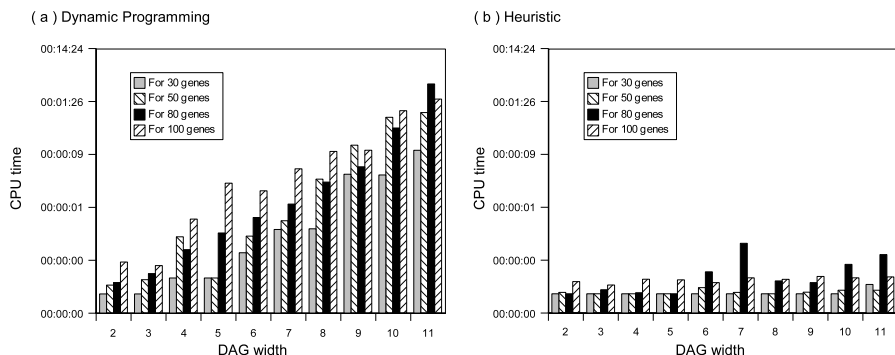 ( a ) Dynamic Programming
00:14:24
00:01:26
00:00:09
00:00:01
00:00:00
00:00:00
CPU time
For 30 genes
For 50 genes
For 80 genes
For 100 genes
2 3 4 5 6 7 8 9 10 11
DAG width
( b ) Heuristic
00:14:24
00:01:26
00:00:09
00:00:01
00:00:00
00:00:00
CPU time
For 30 genes
For 50 genes
For 80 genes
For 100 genes
2 3 4 5 6 7 8 9 10 11
DAG width